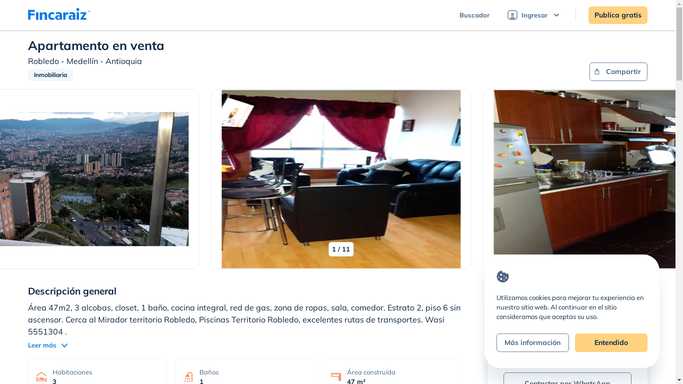 Fincaraiz
Buscador
Ingresar
Publica gratis
Apartamento en venta
Robledo - Medellín - Antioquia
Inmobiliaria
Compartir
1 / 11
Descripción general
Área 47m2, 3 alcobas, closet, 1 baño, cocina integral, red de gas, zona de ropas, sala, comedor. Estrato 2, piso 6 sin
ascensor. Cerca al Mirador territorio Robledo, Piscinas Territorio Robledo, excelentes rutas de transportes. Wasi
5551304 .
Leer más
Habitaciones
3
Baños
1
Área construida
47 m²
Utilizamos cookies para mejorar tu experiencia en
nuestro sitio web. Al continuar en el sitio
consideramos que aceptas su uso.
Más información
Entendido
Contactar por WhatsApp